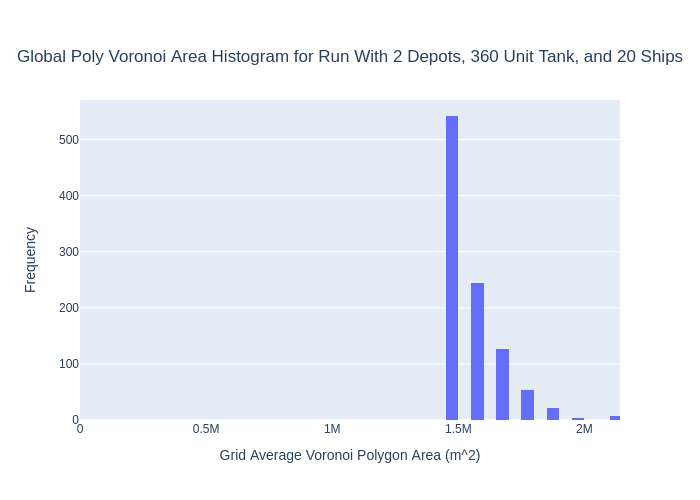 Global Poly Voronoi Area Histogram for Run With 2 Depots, 360 Unit Tank, and 20 Ships
500
400
300
200
100
0
Frequency
0
0.5M
1M
1.5M
2M
Grid Average Voronoi Polygon Area (m^2)